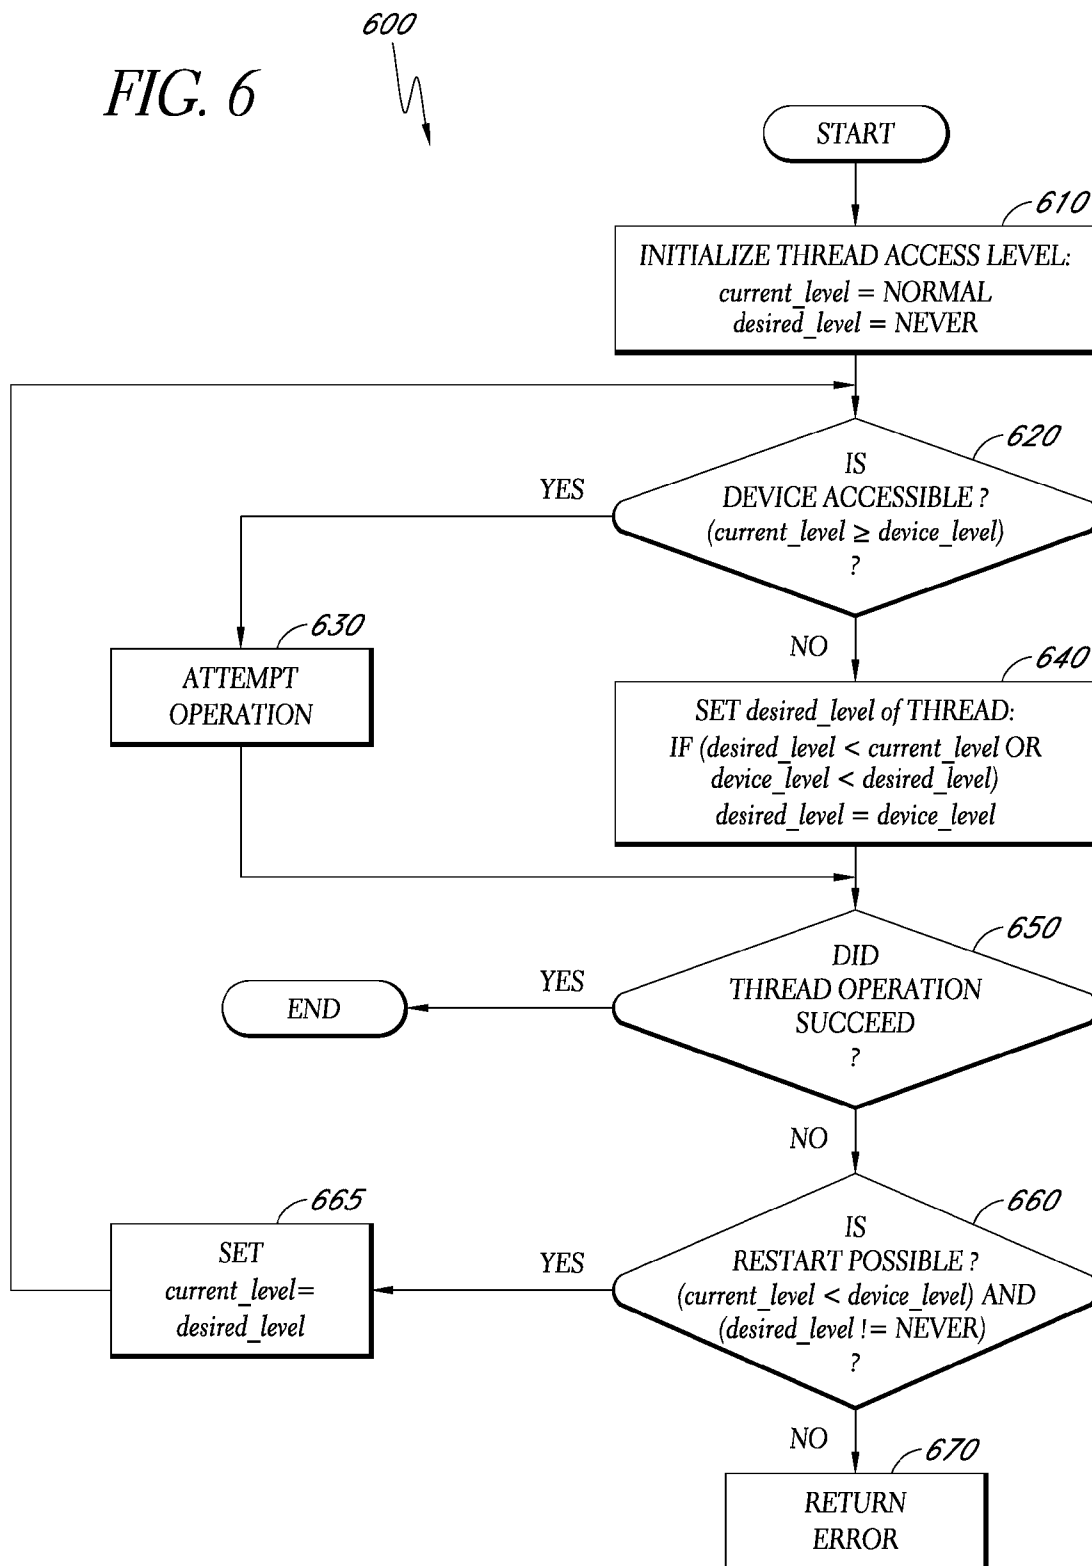 600
FIG. 6
START
610
INITIALIZE THREAD ACCESS LEVEL:
current_level = NORMAL
desired_level = NEVER
620
IS
DEVICE ACCESSIBLE ?
(current_level ≥ device_level)
?
YES
NO
630
ATTEMPT
OPERATION
640
SET desired_level of THREAD:
IF (desired_level < current_level OR
device_level < desired_level)
desired_level = device_level
650
DID
THREAD OPERATION
SUCCEED
?
YES
END
NO
660
IS
RESTART POSSIBLE ?
(current_level < device_level) AND
(desired_level != NEVER)
?
YES
665
SET
current_level=
desired_level
NO
670
RETURN
ERROR